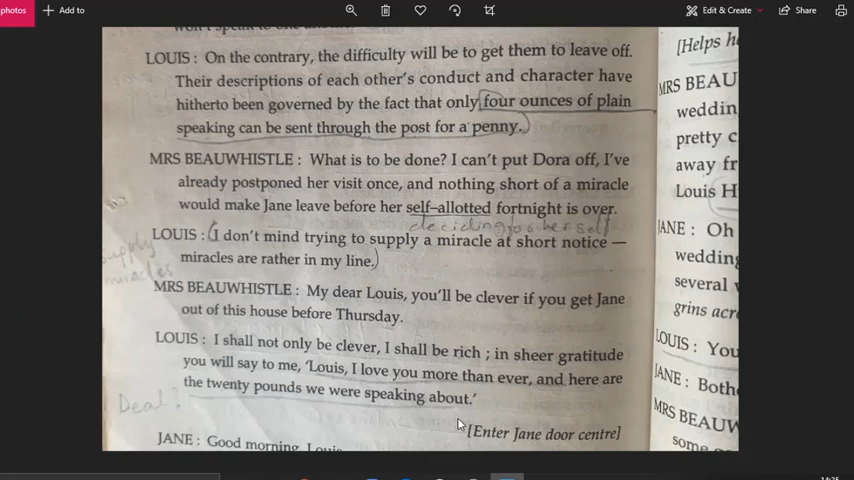 photos
Add to
Edit & Create
Share
LOUIS : On the contrary, the difficulty will be to get them to leave off.
Their descriptions of each other's conduct and character have
hitherto been governed by the fact that only four ounces of plain
speaking can be sent through the post for a penny.
MRS BEAUWHISTLE : What is to be done? I can't put Dora off, I've
already postponed her visit once, and nothing short of a miracle
would make Jane leave before her self–allotted fortnight is over.
deciding for her self
LOUIS : I don't mind trying to supply a miracle at short notice —
miracles are rather in my line.
supply
miracles
MRS BEAUWHISTLE : My dear Louis, you'll be clever if you get Jane
out of this house before Thursday.
LOUIS : I shall not only be clever, I shall be rich ; in sheer gratitude
you will say to me, 'Louis, I love you more than ever, and here are
the twenty pounds we were speaking about.'
Deal?
[Enter Jane door centre]
JANE : Good morning, Louis
[Helps
MRS BEAU
wedding
pretty
away
Louis
JANE : Oh
wedding
several
grins
LOUIS : You
JANE : Both
MRS BEAUW
some
14:25